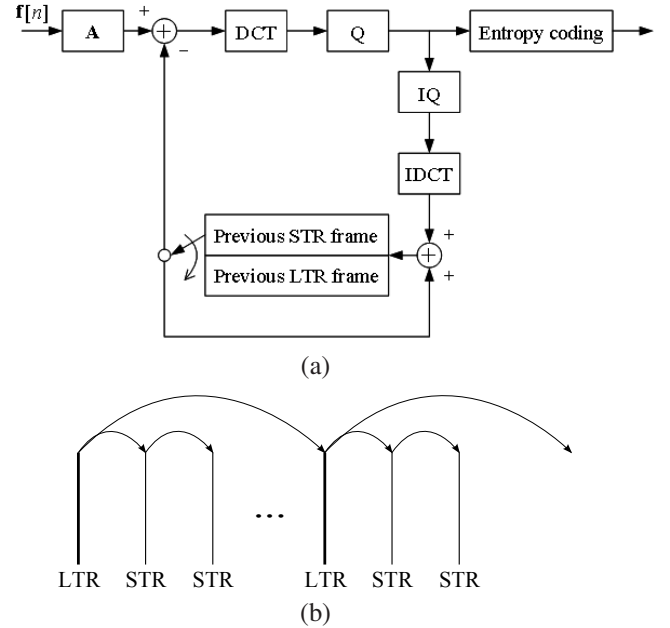 f[n]
A
+
−
DCT
Q
Entropy coding
IQ
IDCT
+
+
Previous STR frame
Previous LTR frame
(a)
...
LTR STR STR LTR STR STR
(b)